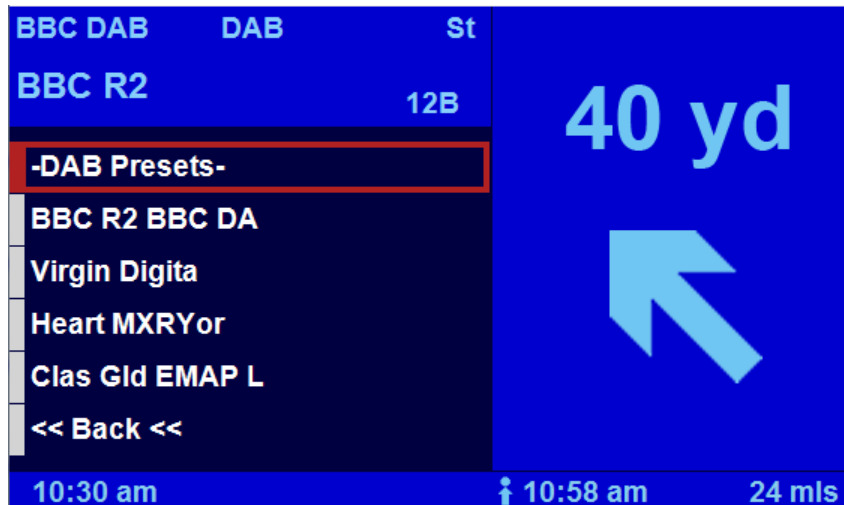 BBC DAB DAB St
BBC R2 12B
-DAB Presets-
BBC R2 BBC DA
Virgin Digita
Heart MXRYor
Clas Gld EMAP L
<< Back <<
40 yd
10:30 am 10:58 am 24 mls